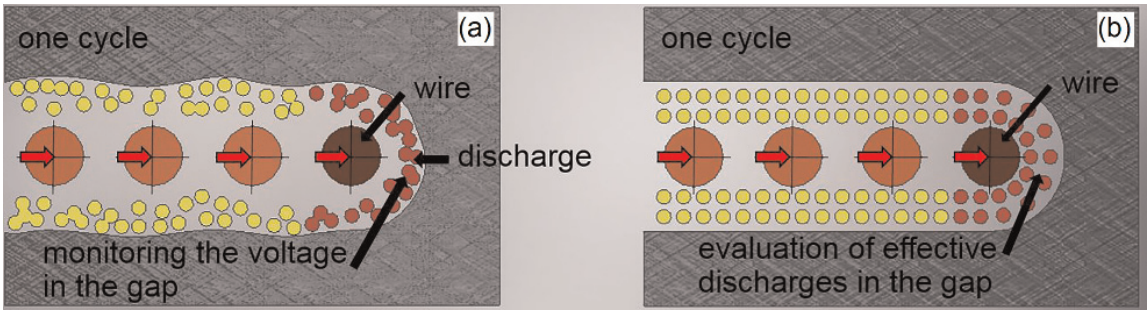 one cycle
(a)
wire
discharge
monitoring the voltage
in the gap
one cycle
(b)
wire
evaluation of effective
discharges in the gap